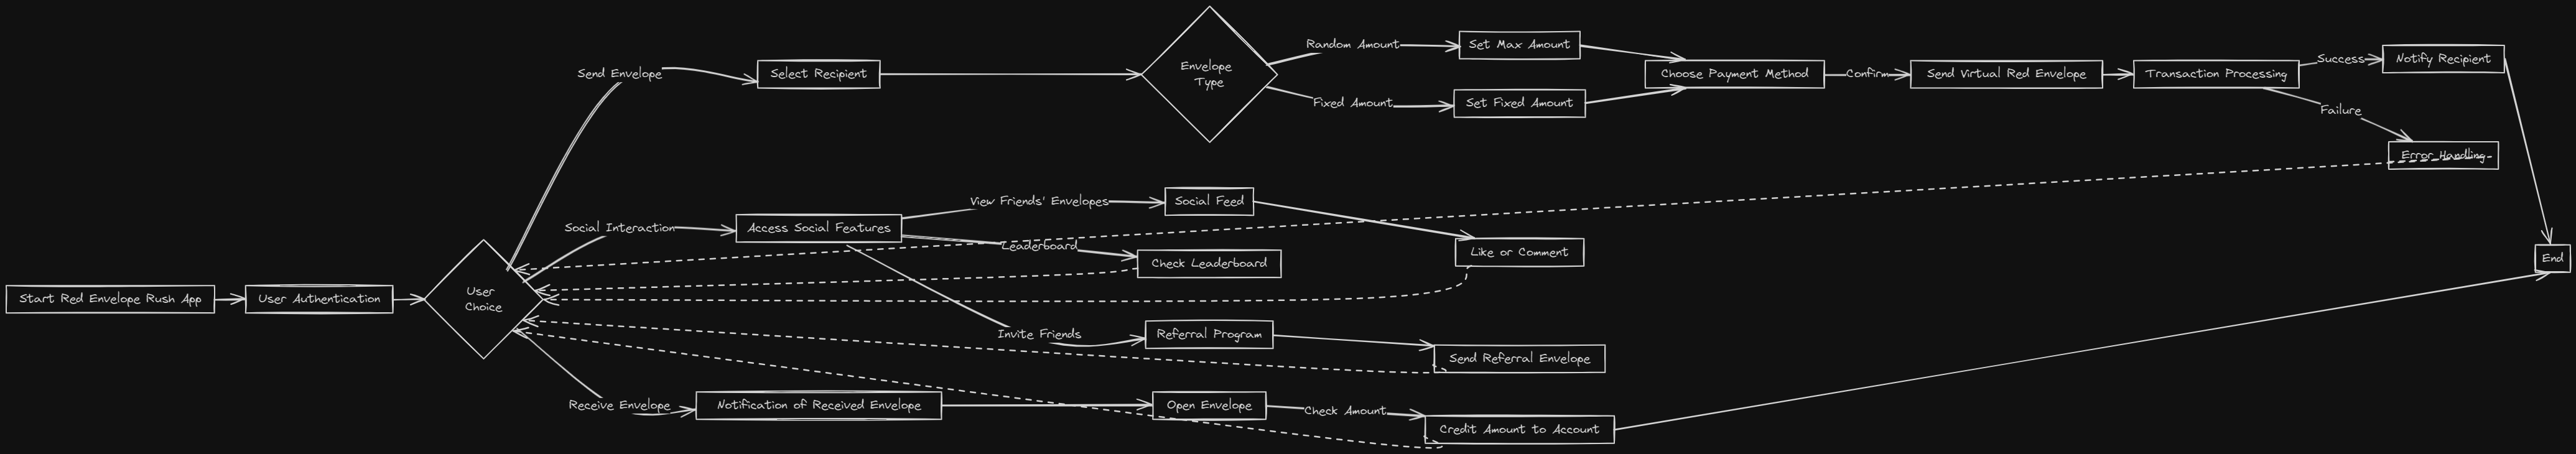 Start Red Envelope Rush App
User Authentication
User
Choice
Send Envelope
Select Recipient
Envelope
Type
Random Amount
Set Max Amount
Fixed Amount
Set Fixed Amount
Choose Payment Method
Confirm
Send Virtual Red Envelope
Transaction Processing
Success
Notify Recipient
Failure
Error Handling
End
Social Interaction
Access Social Features
View Friends' Envelopes
Social Feed
Like or Comment
Leaderboard
Check Leaderboard
Invite Friends
Referral Program
Send Referral Envelope
Receive Envelope
Notification of Received Envelope
Open Envelope
Check Amount
Credit Amount to Account